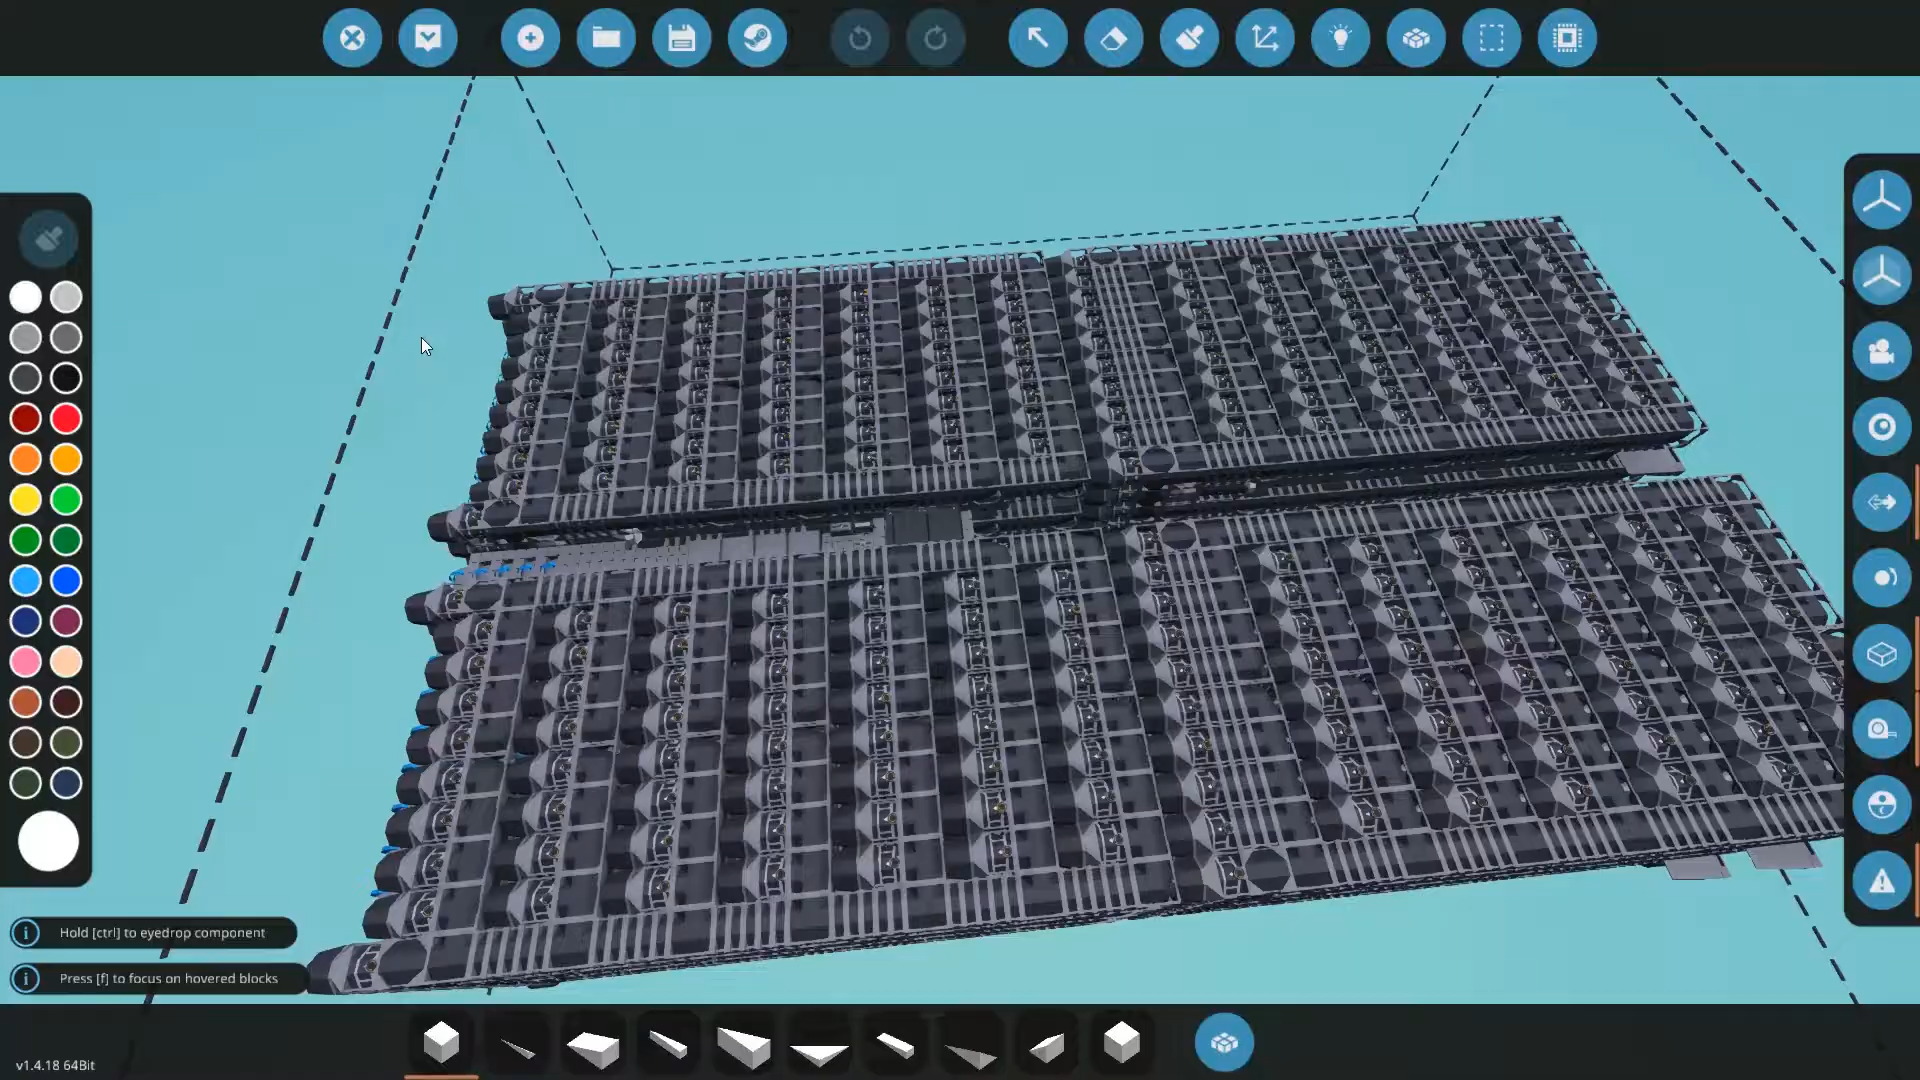 Hold [ctrl] to eyedrop component
Press [f] to focus on hovered blocks
v1.4.18 64Bit